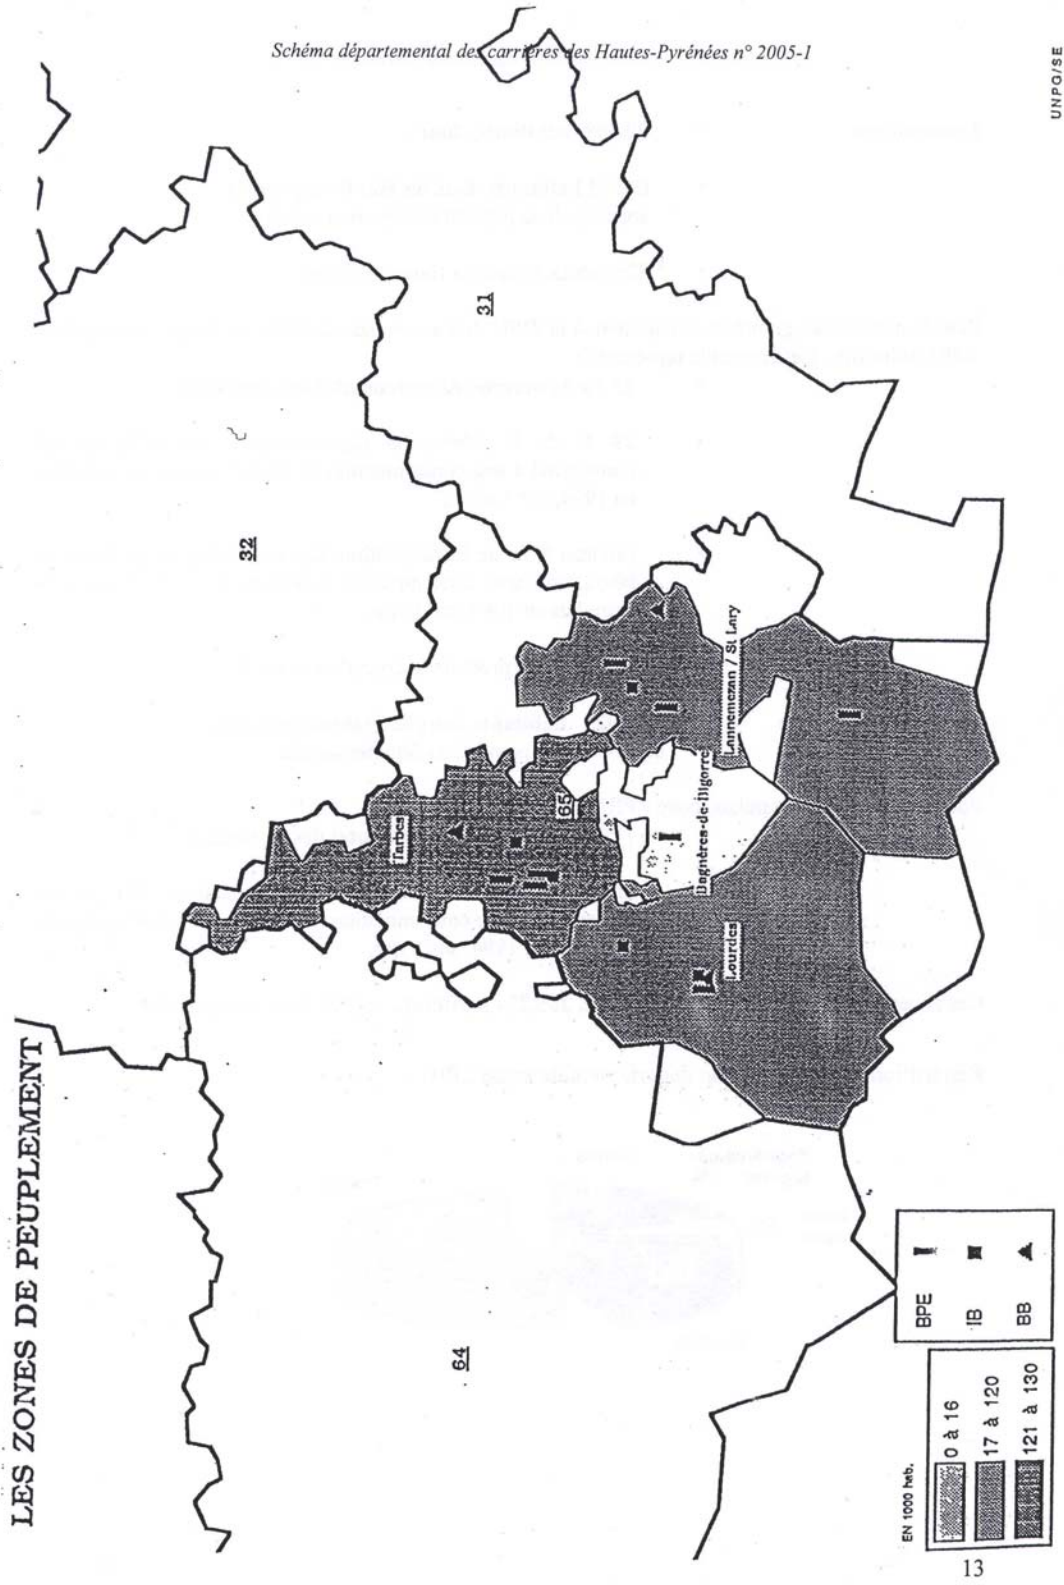 Schéma départemental des carrières des Hautes-Pyrénées n° 2005-1
LES ZONES DE PEUPLEMENT
UNPG/SE
31
32
64
65
Tarbes
Lannemezan / St Lary
Bagnères-de-Bigorre
Lourdes
EN 1000 hab.
0 à 16
17 à 120
121 à 130
BPE
IB
BB
13